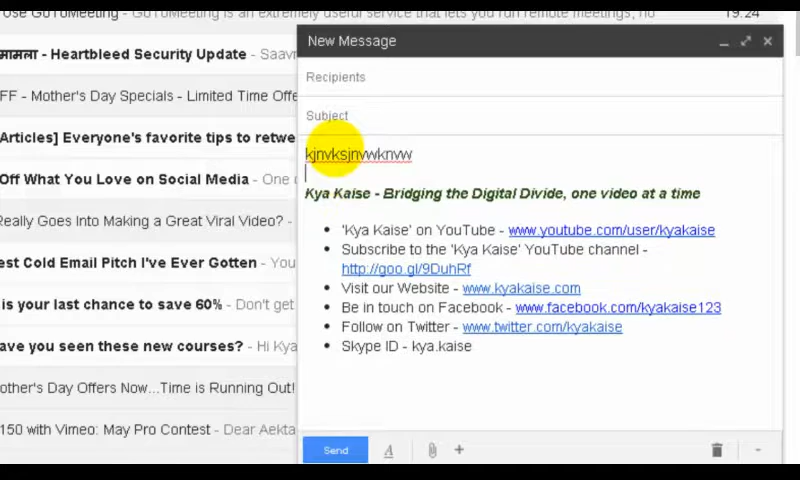 Use GoToMeeting - GoToMeeting is an extremely useful service that lets you run remote meetings, no 19:24
मामला - Heartbleed Security Update - Saavn
FF - Mother's Day Specials - Limited Time Offe
Articles] Everyone's favorite tips to retwe
Off What You Love on Social Media - One
Really Goes Into Making a Great Viral Video? -
est Cold Email Pitch I've Ever Gotten - You
is your last chance to save 60% - Don't get
ave you seen these new courses? - Hi Kya
other's Day Offers Now...Time is Running Out!
150 with Vimeo: May Pro Contest - Dear Aekta
New Message
Recipients
Subject
kjnvksjnvwknvw
Kya Kaise - Bridging the Digital Divide, one video at a time
• 'Kya Kaise' on YouTube - www.youtube.com/user/kyakaise
• Subscribe to the 'Kya Kaise' YouTube channel -
http://goo.gl/9DuhRf
• Visit our Website - www.kyakaise.com
• Be in touch on Facebook - www.facebook.com/kyakaise123
• Follow on Twitter - www.twitter.com/kyakaise
• Skype ID - kya.kaise
Send A